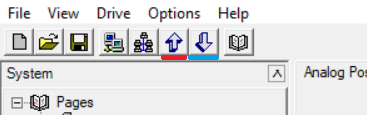 File View Drive Options Help
System
Analog Pos
Pages